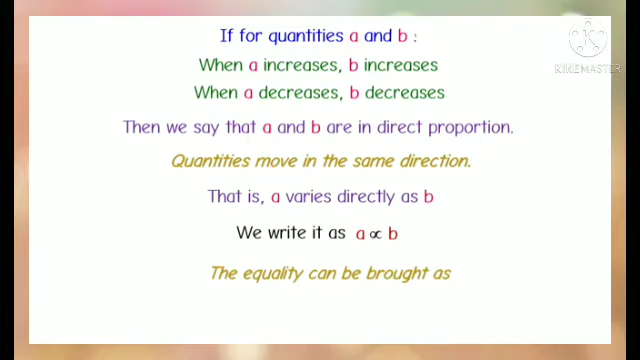 If for quantities a and b :
When a increases, b increases
When a decreases, b decreases
Then we say that a and b are in direct proportion.
Quantities move in the same direction.
That is, a varies directly as b
We write it as a ∝ b
The equality can be brought as
KINEMASTER